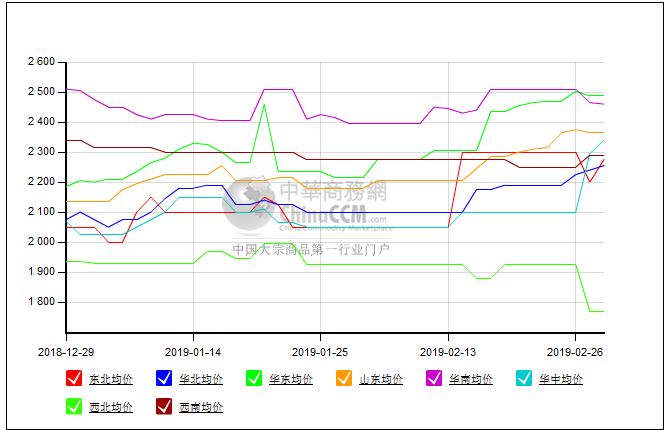 2 600
2 500
2 400
2 300
2 200
2 100
2 000
1 900
1 800
中華商務網
ChinaCCM.com
China Commodity Marketplace
中国大宗商品第一行业门户
2018-12-29 2019-01-14 2019-01-25 2019-02-13 2019-02-26
东北均价 华北均价 华东均价 山东均价 华南均价 华中均价
西北均价 西南均价